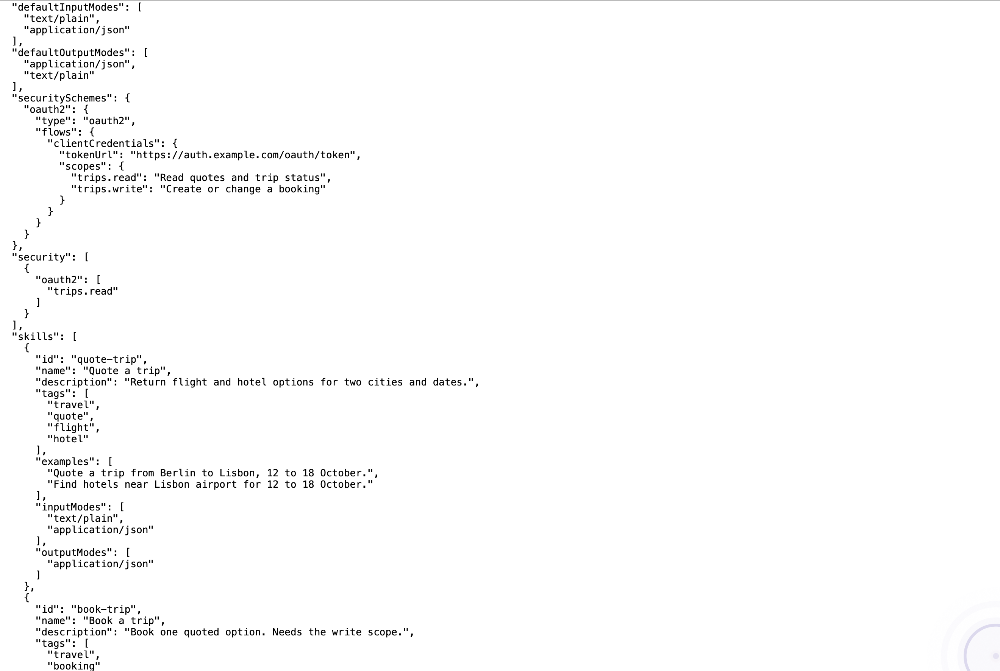 "defaultInputModes": [
"text/plain",
"application/json"
],
"defaultOutputModes": [
"application/json",
"text/plain"
],
"securitySchemes": {
"oauth2": {
"type": "oauth2",
"flows": {
"clientCredentials": {
"tokenUrl": "https://auth.example.com/oauth/token",
"scopes": {
"trips.read": "Read quotes and trip status",
"trips.write": "Create or change a booking"
}
}
}
}
},
"security": [
{
"oauth2": [
"trips.read"
]
}
],
"skills": [
{
"id": "quote-trip",
"name": "Quote a trip",
"description": "Return flight and hotel options for two cities and dates.",
"tags": [
"travel",
"quote",
"flight",
"hotel"
],
"examples": [
"Quote a trip from Berlin to Lisbon, 12 to 18 October.",
"Find hotels near Lisbon airport for 12 to 18 October."
],
"inputModes": [
"text/plain",
"application/json"
],
"outputModes": [
"application/json"
]
},
{
"id": "book-trip",
"name": "Book a trip",
"description": "Book one quoted option. Needs the write scope.",
"tags": [
"travel",
"booking"